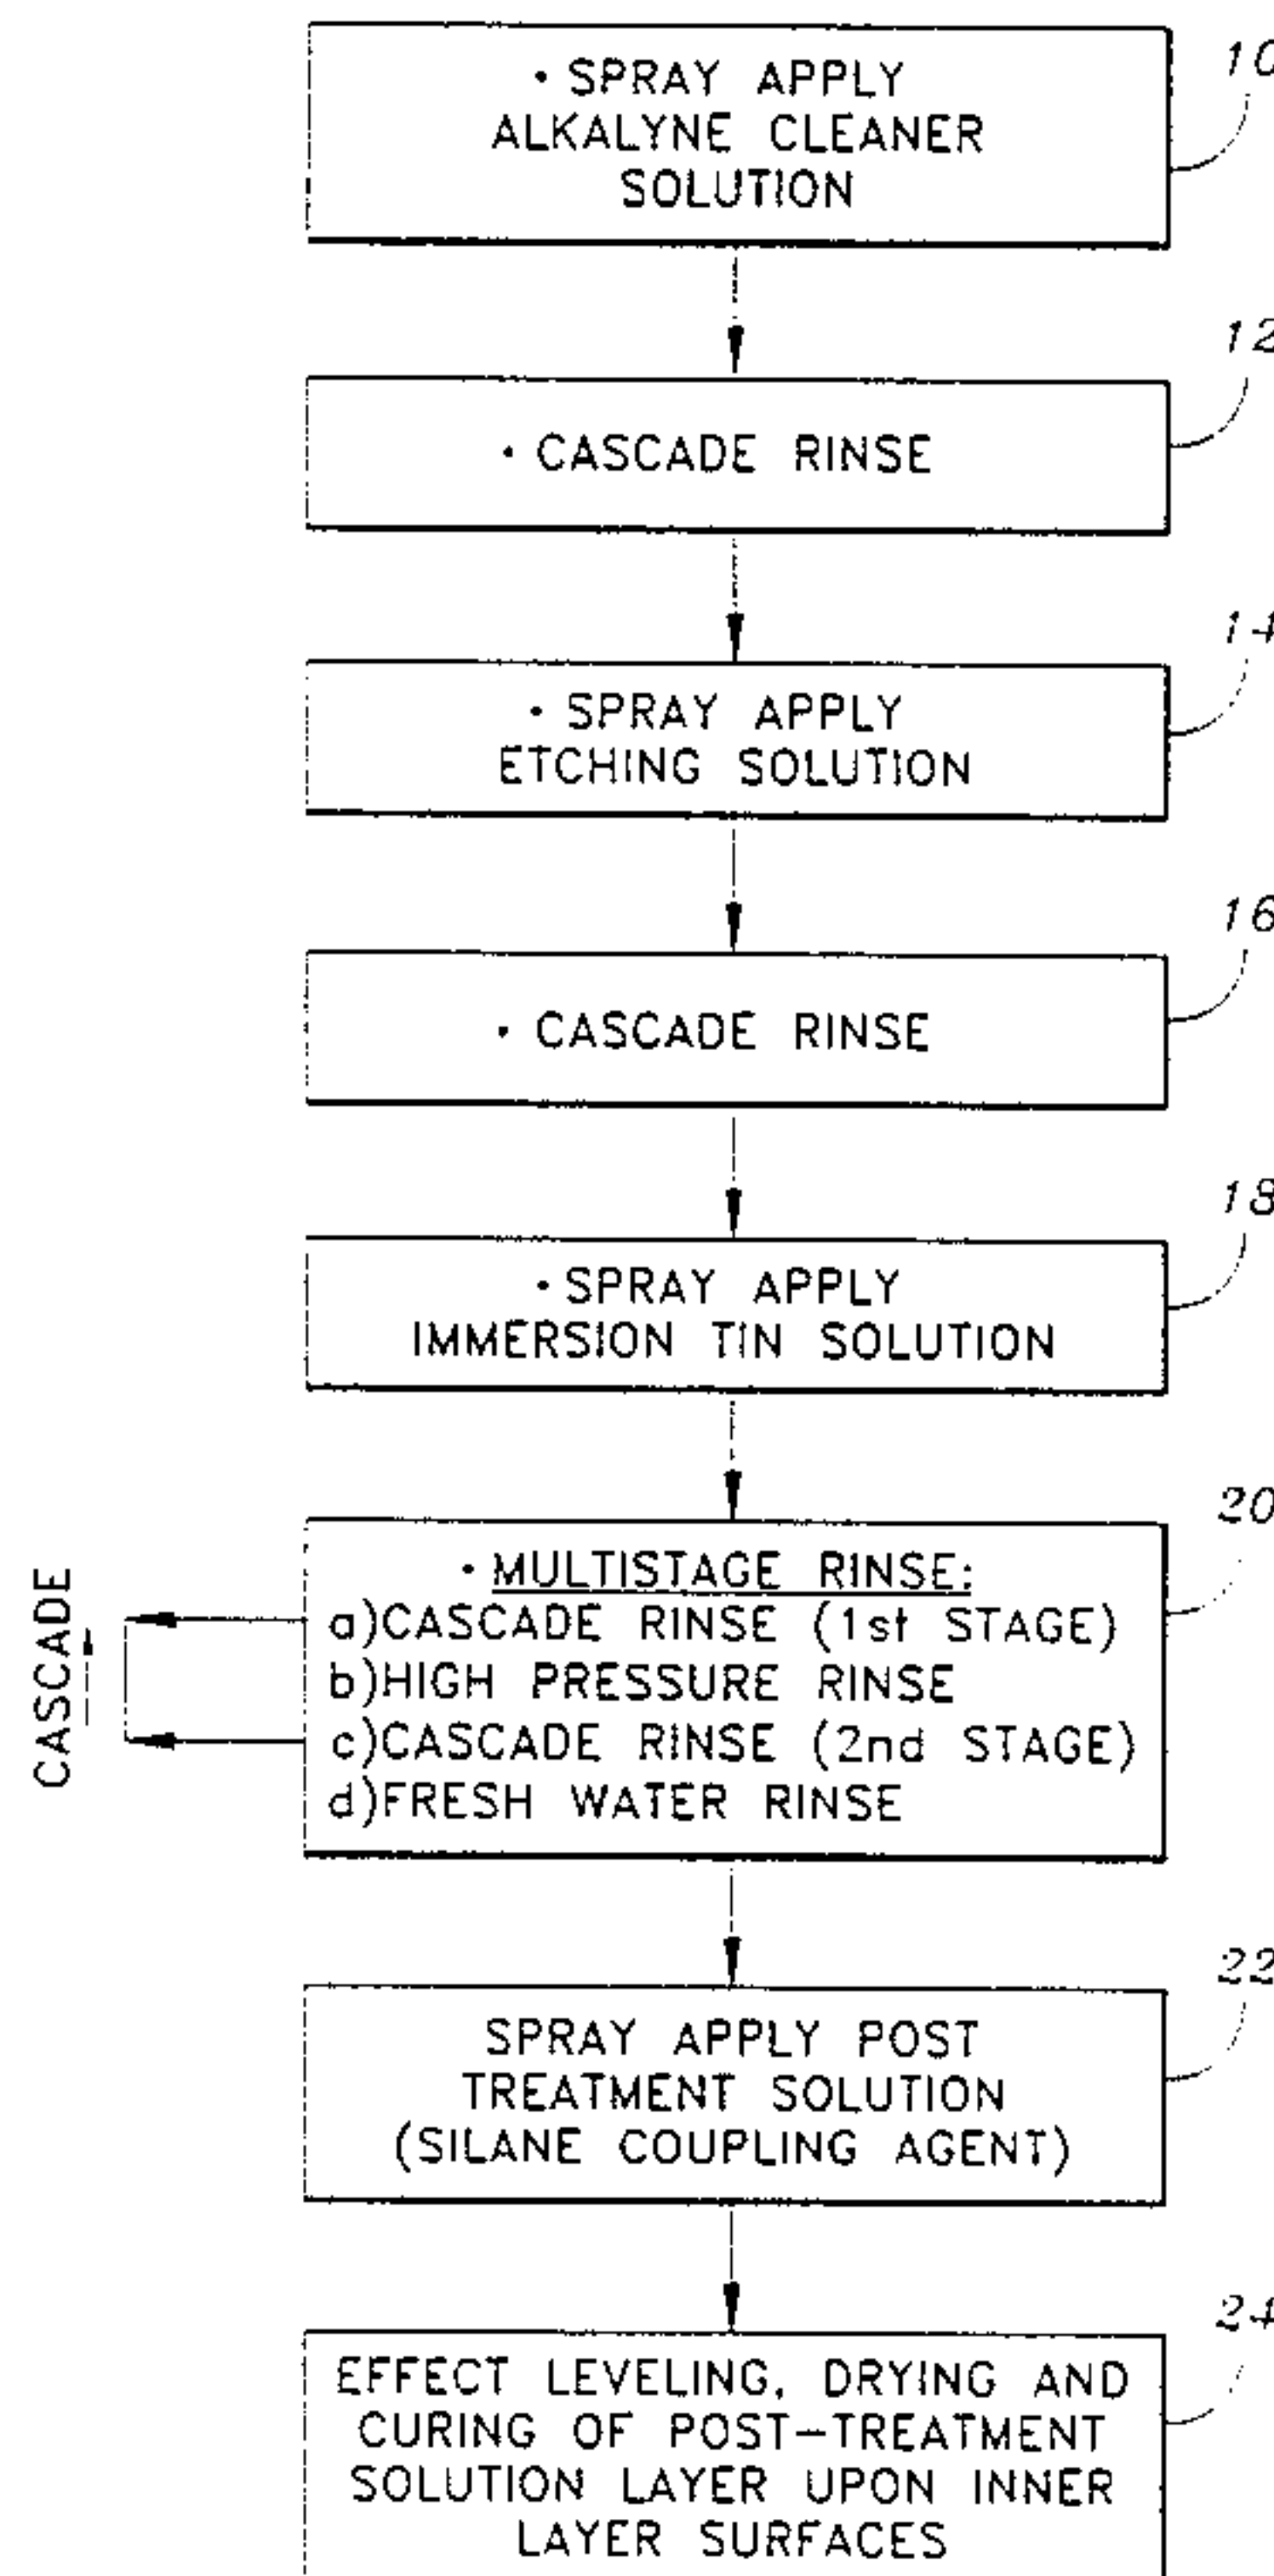 10
• SPRAY APPLY
ALKALYNE CLEANER
SOLUTION
12
• CASCADE RINSE
14
• SPRAY APPLY
ETCHING SOLUTION
16
• CASCADE RINSE
18
• SPRAY APPLY
IMMERSION TIN SOLUTION
20
• MULTISTAGE RINSE:
a)CASCADE RINSE (1st STAGE)
b)HIGH PRESSURE RINSE
c)CASCADE RINSE (2nd STAGE)
d)FRESH WATER RINSE
CASCADE
22
SPRAY APPLY POST
TREATMENT SOLUTION
(SILANE COUPLING AGENT)
24
EFFECT LEVELING, DRYING AND
CURING OF POST-TREATMENT
SOLUTION LAYER UPON INNER
LAYER SURFACES